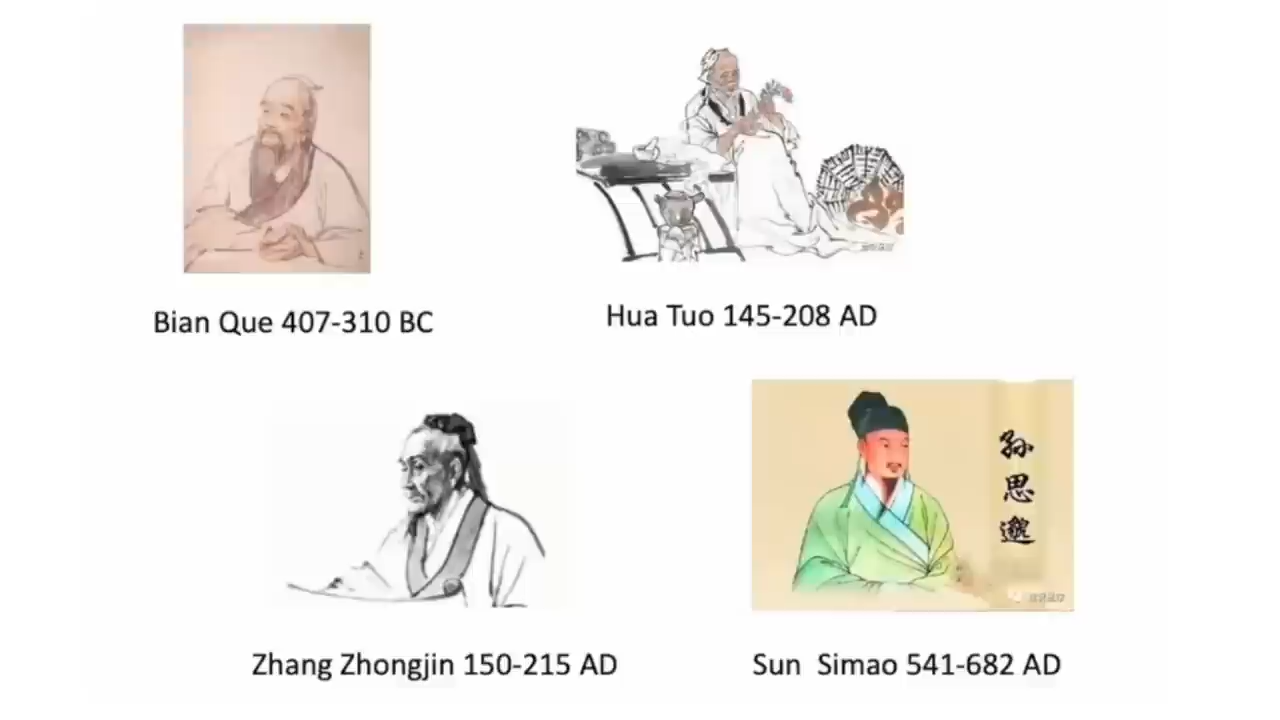 Bian Que 407-310 BC
Hua Tuo 145-208 AD
孙
思
邈
Zhang Zhongjin 150-215 AD
Sun Simao 541-682 AD